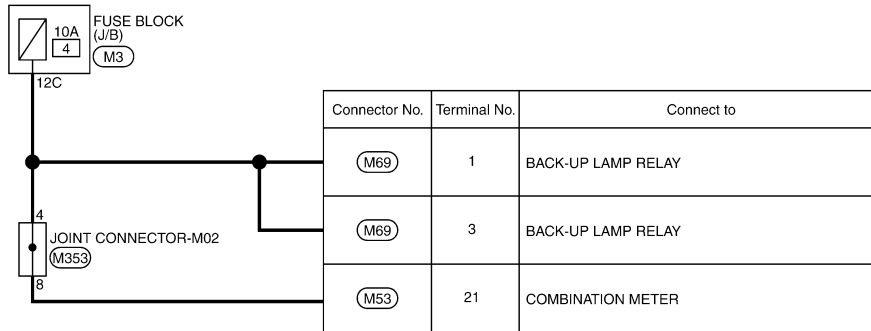 FUSE BLOCK
(J/B)
10A
4
M3
12C
Connector No. Terminal No. Connect to
M69 1 BACK-UP LAMP RELAY
4
JOINT CONNECTOR-M02
M353
8
M69 3 BACK-UP LAMP RELAY
M53 21 COMBINATION METER